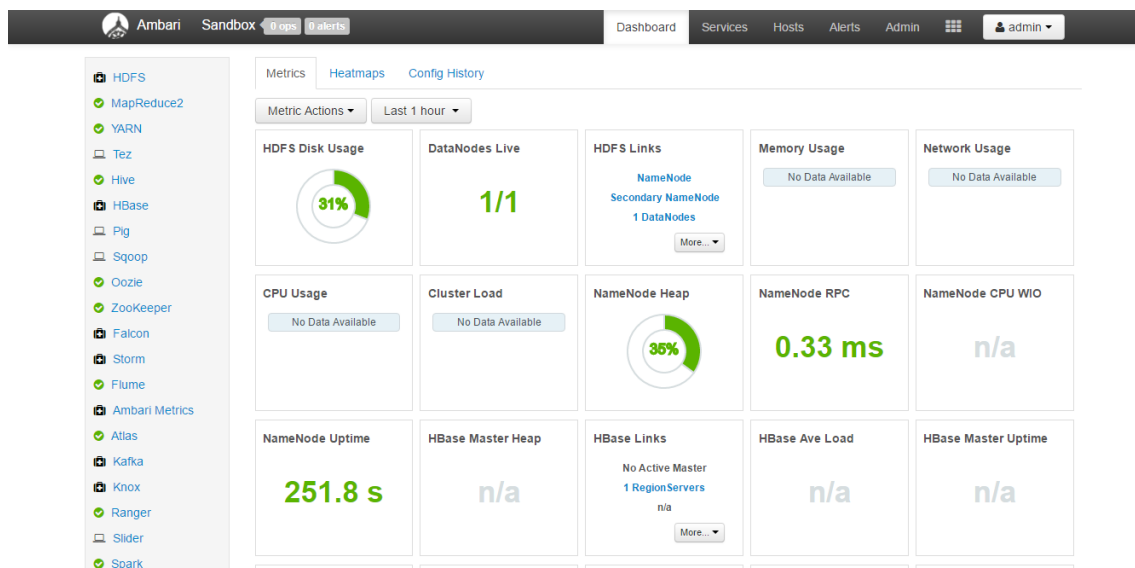 Ambari Sandbox 0 ops 0 alerts Dashboard Services Hosts Alerts Admin admin
HDFS
MapReduce2
YARN
Tez
Hive
HBase
Pig
Sqoop
Oozie
ZooKeeper
Falcon
Storm
Flume
Ambari Metrics
Atlas
Kafka
Knox
Ranger
Slider
Spark
Metrics Heatmaps Config History
Metric Actions Last 1 hour
HDFS Disk Usage
31%
DataNodes Live
1/1
HDFS Links
NameNode
Secondary NameNode
1 DataNodes
More...
Memory Usage
No Data Available
Network Usage
No Data Available
CPU Usage
No Data Available
Cluster Load
No Data Available
NameNode Heap
35%
NameNode RPC
0.33 ms
NameNode CPU WIO
n/a
NameNode Uptime
251.8 s
HBase Master Heap
n/a
HBase Links
No Active Master
1 RegionServers
n/a
More...
HBase Ave Load
n/a
HBase Master Uptime
n/a